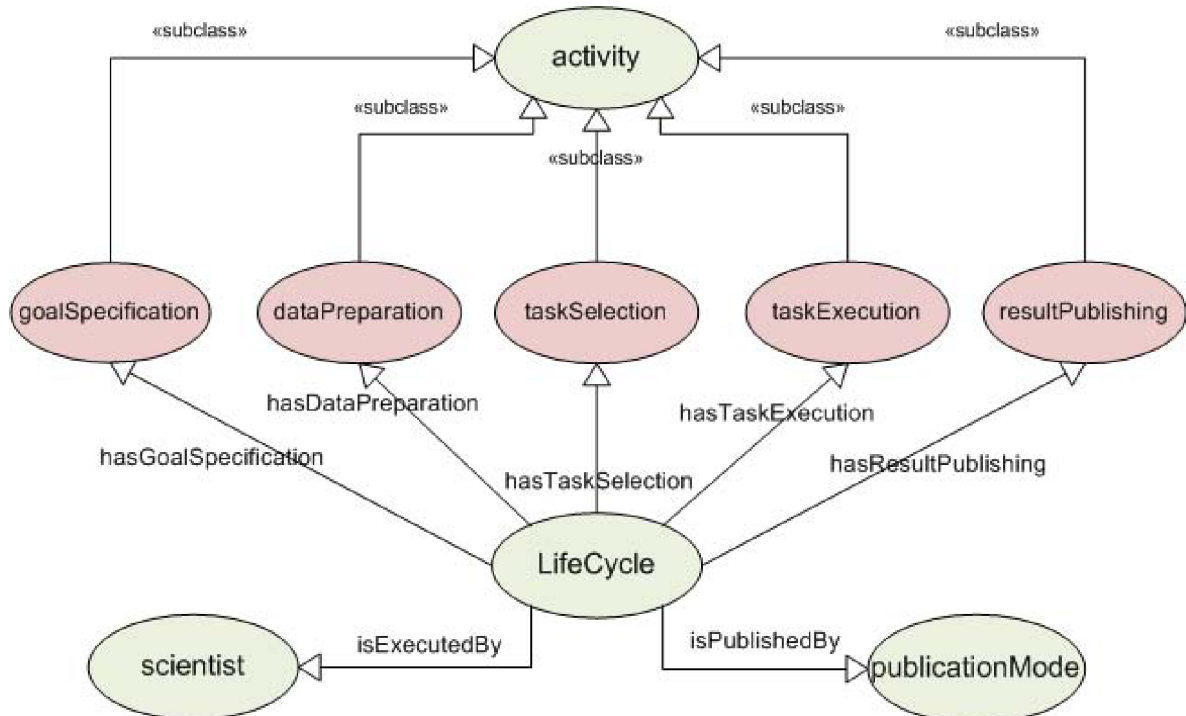 «subclass»
«subclass»
activity
«subclass»
«subclass»
«subclass»
goalSpecification
dataPreparation
taskSelection
taskExecution
resultPublishing
hasDataPreparation
hasTaskExecution
hasGoalSpecification
hasResultPublishing
hasTaskSelection
LifeCycle
isExecutedBy
isPublishedBy
scientist
publicationMode